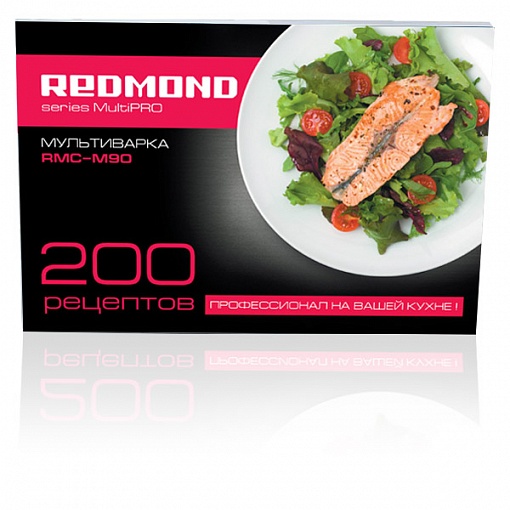 REDMOND
series MultiPRO
МУЛЬТИВАРКА
RMC-M90
200
рецептов
ПРОФЕССИОНАЛ НА ВАШЕЙ КУХНЕ!